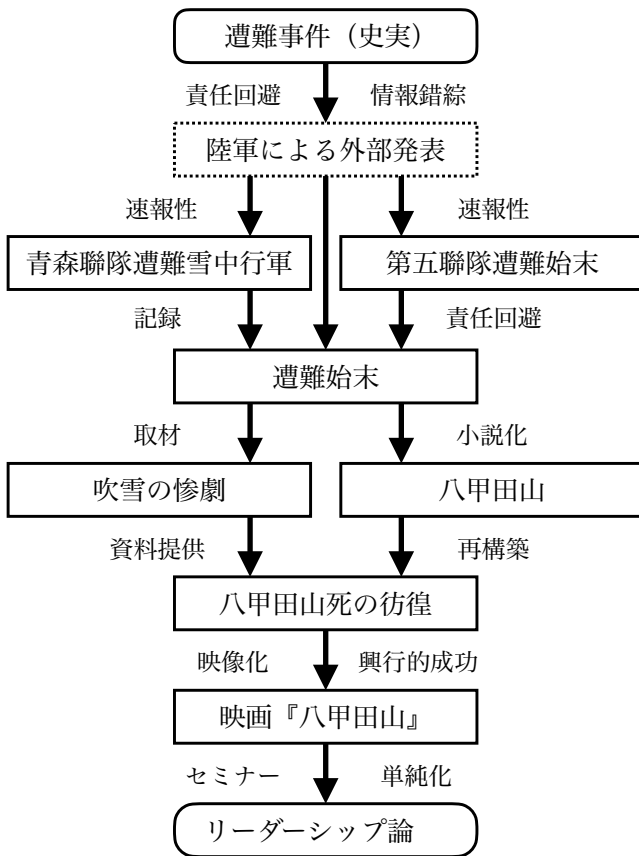 遭難事件（史実）
責任回避 情報錯綜
陸軍による外部発表
速報性 速報性
青森聯隊遭難雪中行軍 第五聯隊遭難始末
記録 責任回避
遭難始末
取材 小説化
吹雪の惨劇 八甲田山
資料提供 再構築
八甲田山死の彷徨
映像化 興行的成功
映画『八甲田山』
セミナー 単純化
リーダーシップ論